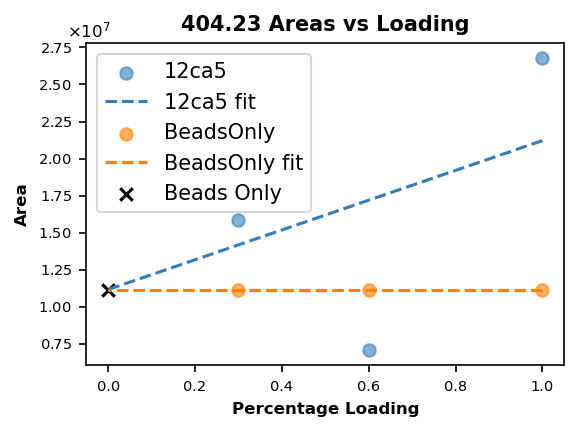 404.23 Areas vs Loading
×10⁷
2.75
2.50
2.25
2.00
1.75
1.50
1.25
1.00
0.75
Area
12ca5
12ca5 fit
BeadsOnly
BeadsOnly fit
Beads Only
0.0 0.2 0.4 0.6 0.8 1.0
Percentage Loading